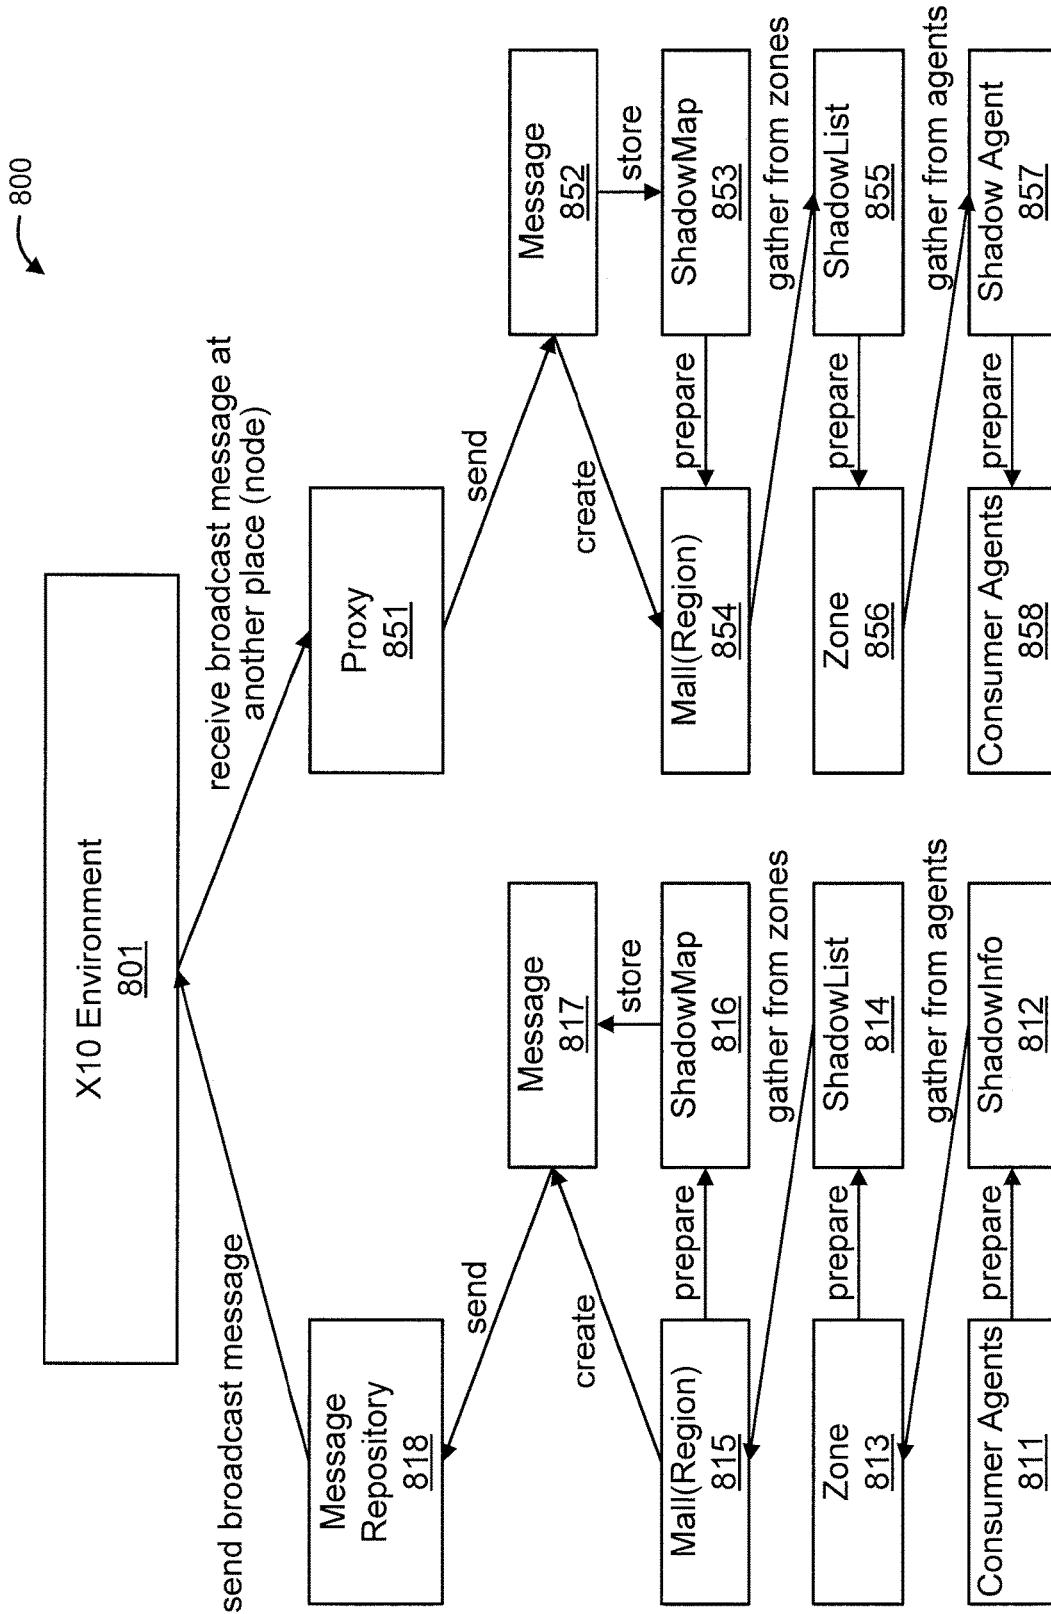 800
X10 Environment
801
send broadcast message
receive broadcast message at
another place (node)
Message
Repository
818
Proxy
851
send
send
Message
817
Message
852
create
store
create
store
Mall(Region)
815
prepare
ShadowMap
816
Mall(Region)
854
prepare
ShadowMap
853
gather from zones
gather from zones
Zone
813
prepare
ShadowList
814
Zone
856
prepare
ShadowList
855
gather from agents
gather from agents
Consumer Agents
811
prepare
ShadowInfo
812
Consumer Agents
858
prepare
Shadow Agent
857